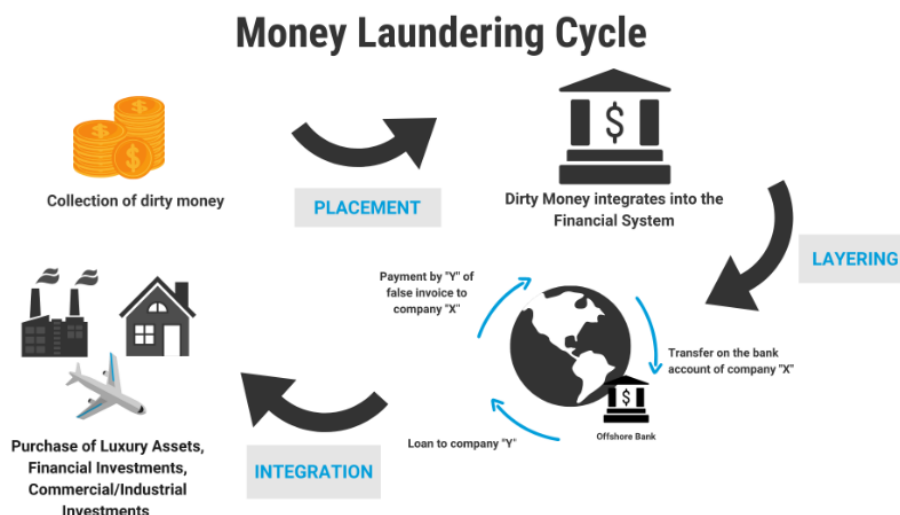 Money Laundering Cycle
$
$
$
$
Collection of dirty money
PLACEMENT
Dirty Money integrates into the
Financial System
LAYERING
Payment by "Y" of
false invoice to
company "X"
Transfer on the bank
account of company "X"
$
Offshore Bank
Loan to company "Y"
INTEGRATION
Purchase of Luxury Assets,
Financial Investments,
Commercial/Industrial
Investments